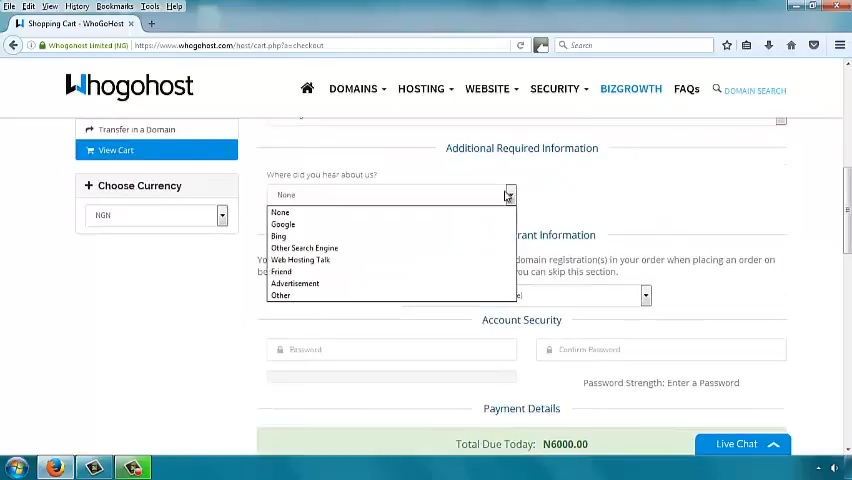 File Edit View History Bookmarks Tools Help
Shopping Cart - WhoGoHost
Whogohost Limited (NG) https://www.whogohost.com/host/cart.php?a=checkout Search
whogohost DOMAINS HOSTING WEBSITE SECURITY BIZGROWTH FAQs DOMAIN SEARCH
Transfer in a Domain
View Cart
Choose Currency
NGN
Additional Required Information
Where did you hear about us?
None
None
Google
Bing
Other Search Engine
Web Hosting Talk
Friend
Advertisement
Other
rant Information
domain registration(s) in your order when placing an order on
you can skip this section.
Account Security
Password Confirm Password
Password Strength: Enter a Password
Payment Details
Total Due Today: N6000.00
Live Chat